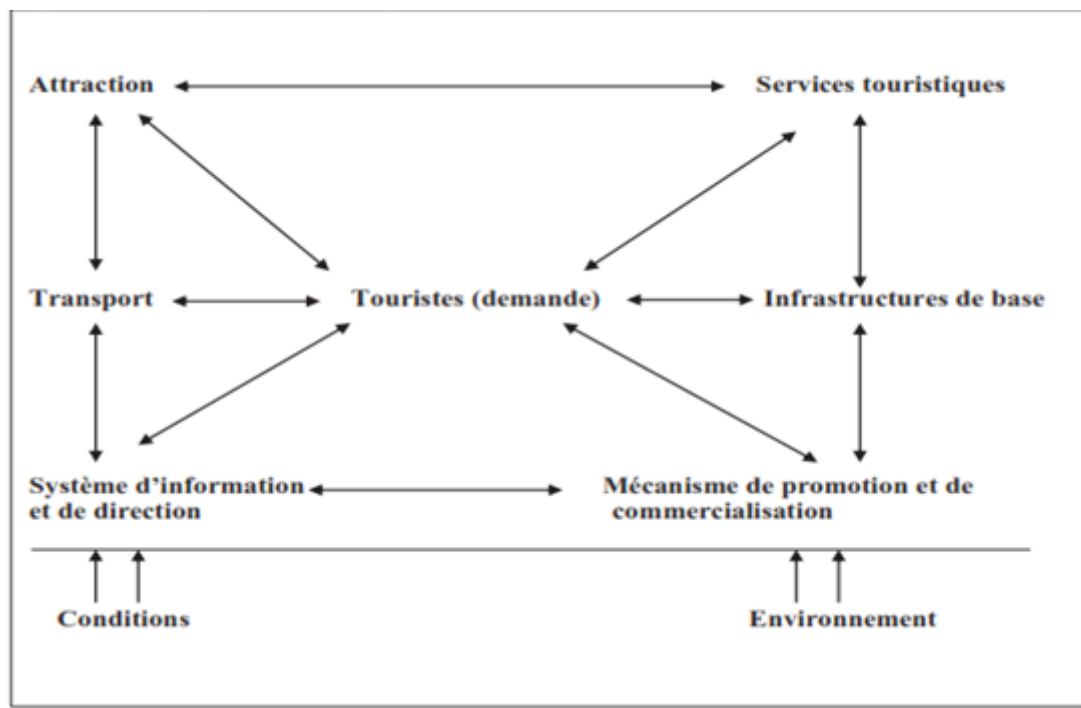 Attraction
Services touristiques
Transport
Touristes (demande)
Infrastructures de base
Système d’information
et de direction
Mécanisme de promotion et de
commercialisation
Conditions
Environnement